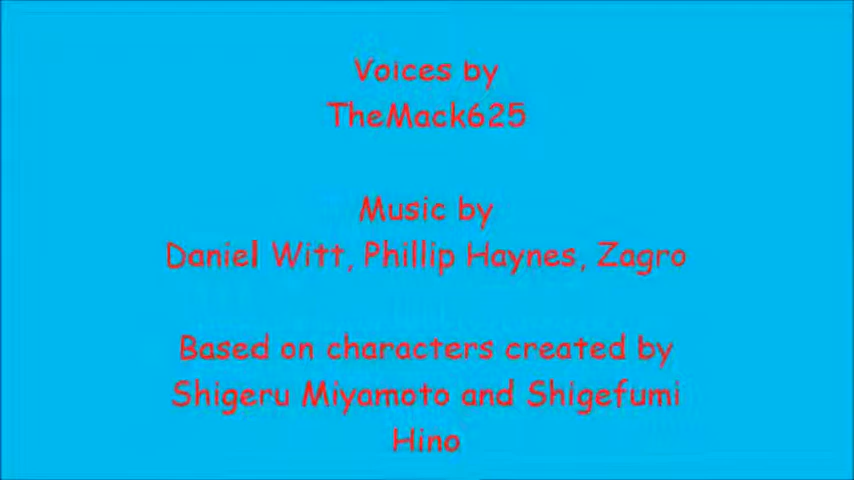 Voices by
TheMack625
Music by
Daniel Witt, Phillip Haynes, Zagro
Based on characters created by
Shigeru Miyamoto and Shigefumi
Hino